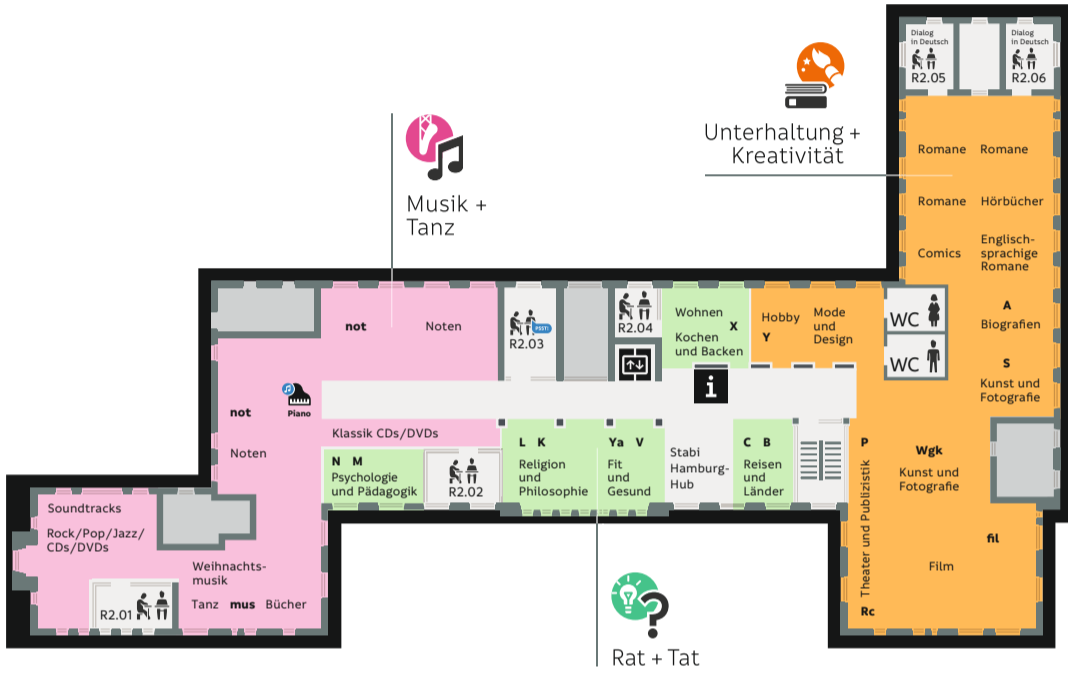 Dialog
in Deutsch
R2.05
Dialog
in Deutsch
R2.06
Unterhaltung +
Kreativität
Romane Romane
Romane Hörbücher
Comics
Englisch-
sprachige
Romane
A
Biografien
S
Kunst und
Fotografie
Musik +
Tanz
not Noten
PSST!
R2.03
R2.04
Wohnen
X
Kochen
und Backen
Hobby
Y
Mode
und
Design
WC
WC
i
not
Piano
Noten
Klassik CDs/DVDs
N M
Psychologie
und Pädagogik
R2.02
L K
Religion
und
Philosophie
Ya V
Fit
und
Gesund
Stabi
Hamburg-
Hub
C B
Reisen
und
Länder
P
Theater und Publizistik
Rc
Wgk
Kunst und
Fotografie
fil
Film
Soundtracks
Rock/Pop/Jazz/
CDs/DVDs
Weihnachts-
musik
R2.01
Tanz mus Bücher
Rat + Tat